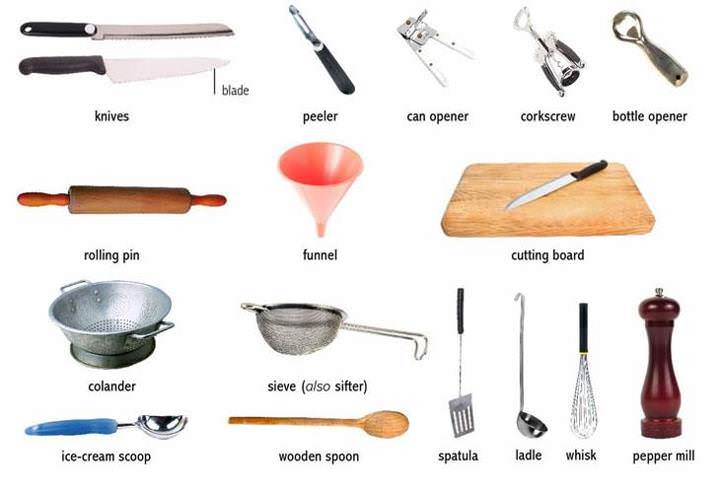 blade
knives
peeler
can opener
corkscrew
bottle opener
rolling pin
funnel
cutting board
colander
sieve (also sifter)
ice-cream scoop
wooden spoon
spatula
ladle
whisk
pepper mill